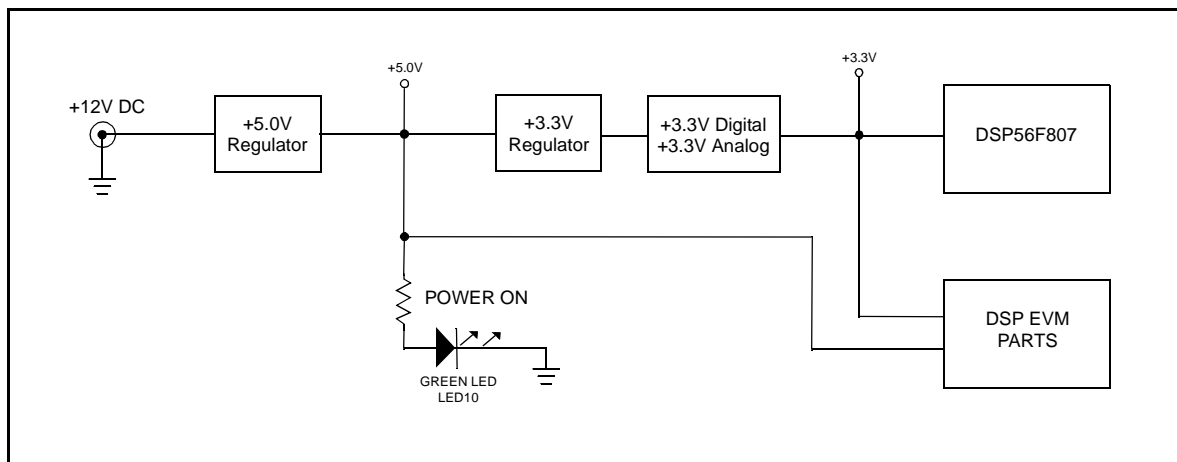 +5.0V
+3.3V
+12V DC
+5.0V
Regulator
+3.3V
Regulator
+3.3V Digital
+3.3V Analog
DSP56F807
POWER ON
GREEN LED
LED10
DSP EVM
PARTS